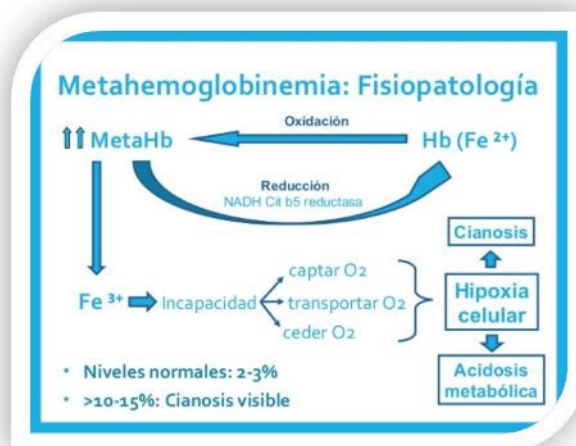 Metahemoglobinemia: Fisiopatología
Oxidación
⇧⇧ MetaHb
Hb (Fe ²⁺)
Reducción
NADH Cit b5 reductasa
Cianosis
captar O2
Fe ³⁺
Incapacidad
transportar O2
Hipoxia
celular
ceder O2
Acidosis
metabólica
• Niveles normales: 2-3%
• >10-15%: Cianosis visible